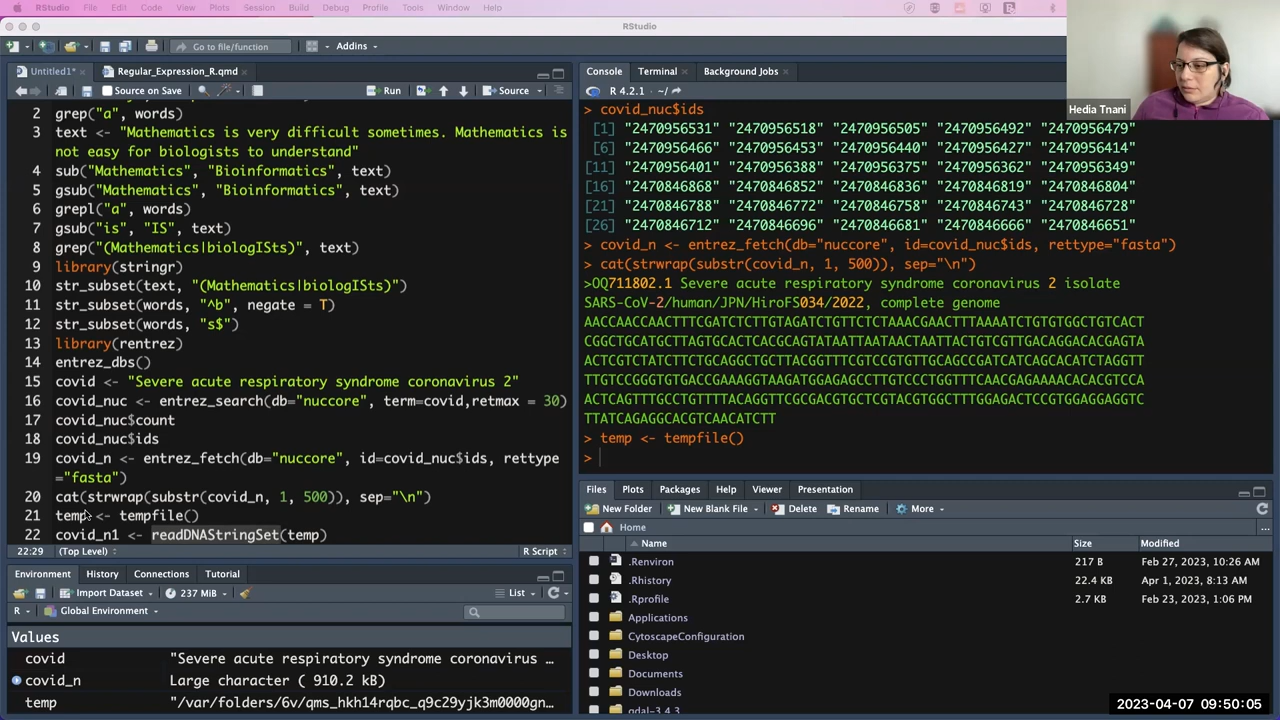 RStudio File Edit Code View Plots Session Build Debug Profile Tools Window Help
RStudio
Go to file/function Addins
Untitled1* Regular_Expression_R.qmd
Source on Save Run Source
2 grep("a", words)
3 text <- "Mathematics is very difficult sometimes. Mathematics is
not easy for biologists to understand"
4 sub("Mathematics", "Bioinformatics", text)
5 gsub("Mathematics", "Bioinformatics", text)
6 grepl("a", words)
7 gsub("is", "IS", text)
8 grep("(Mathematics|biologISts)", text)
9 library(stringr)
10 str_subset(text, "(Mathematics|biologISts)")
11 str_subset(words, "^b", negate = T)
12 str_subset(words, "s$")
13 library(rentrez)
14 entrez_dbs()
15 covid <- "Severe acute respiratory syndrome coronavirus 2"
16 covid_nuc <- entrez_search(db="nuccore", term=covid,retmax = 30)
17 covid_nuc$count
18 covid_nuc$ids
19 covid_n <- entrez_fetch(db="nuccore", id=covid_nuc$ids, rettype
="fasta")
20 cat(strwrap(substr(covid_n, 1, 500)), sep="\n")
21 temp <- tempfile()
22 covid_n1 <- readDNAStringSet(temp)
22:29 (Top Level) R Script
Environment History Connections Tutorial
Import Dataset 237 MiB List
R Global Environment
Values
covid "Severe acute respiratory syndrome coronavirus …
covid_n Large character ( 910.2 kB)
temp "/var/folders/6v/qms_hkh14rqbc_q9c29yjk3m0000gn…
Console Terminal Background Jobs
R 4.2.1 · ~/
> covid_nuc$ids
[1] "2470956531" "2470956518" "2470956505" "2470956492" "2470956479"
[6] "2470956466" "2470956453" "2470956440" "2470956427" "2470956414"
[11] "2470956401" "2470956388" "2470956375" "2470956362" "2470956349"
[16] "2470846868" "2470846852" "2470846836" "2470846819" "2470846804"
[21] "2470846788" "2470846772" "2470846758" "2470846743" "2470846728"
[26] "2470846712" "2470846696" "2470846681" "2470846666" "2470846651"
> covid_n <- entrez_fetch(db="nuccore", id=covid_nuc$ids, rettype="fasta")
> cat(strwrap(substr(covid_n, 1, 500)), sep="\n")
>OQ711802.1 Severe acute respiratory syndrome coronavirus 2 isolate
SARS-CoV-2/human/JPN/HiroFS034/2022, complete genome
AACCAACCAACTTTCGATCTCTTGTAGATCTGTTCTCTAAACGAACTTTAAAATCTGTGTGGCTGTCACT
CGGCTGCATGCTTAGTGCACTCACGCAGTATAATTAATAACTAATTACTGTCGTTGACAGGACACGAGTA
ACTCGTCTATCTTCTGCAGGCTGCTTACGGTTTCGTCCGTGTTGCAGCCGATCATCAGCACATCTAGGTT
TTGTCCGGGTGTGACCGAAAGGTAAGATGGAGAGCCTTGTCCCTGGTTTCAACGAGAAAACACACGTCCA
ACTCAGTTTGCCTGTTTTACAGGTTCGCGACGTGCTCGTACGTGGCTTTGGAGACTCCGTGGAGGAGGTC
TTATCAGAGGCACGTCAACATCTT
> temp <- tempfile()
>
Files Plots Packages Help Viewer Presentation
New Folder New Blank File Delete Rename More
Home
Name Size Modified
.Renviron 217 B Feb 27, 2023, 10:26 AM
.Rhistory 22.4 KB Apr 1, 2023, 8:13 AM
.Rprofile 2.7 KB Feb 23, 2023, 1:06 PM
Applications
CytoscapeConfiguration
Desktop
Documents
Downloads
gdal-3.4.3
Hedia Tnani
2023-04-07 09:50:05